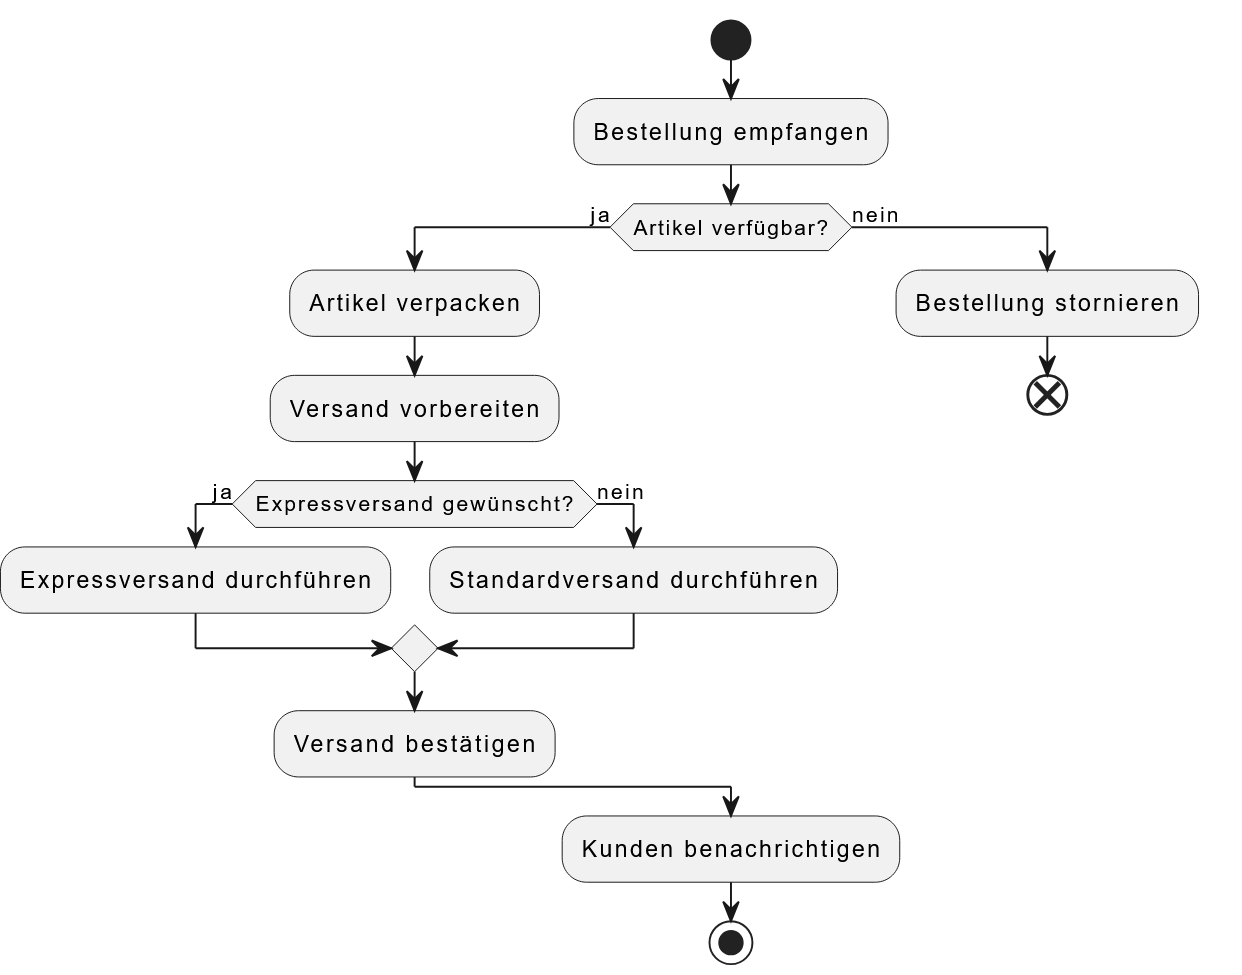 Bestellung empfangen
ja
Artikel verfügbar?
nein
Artikel verpacken
Bestellung stornieren
Versand vorbereiten
ja
Expressversand gewünscht?
nein
Expressversand durchführen
Standardversand durchführen
Versand bestätigen
Kunden benachrichtigen